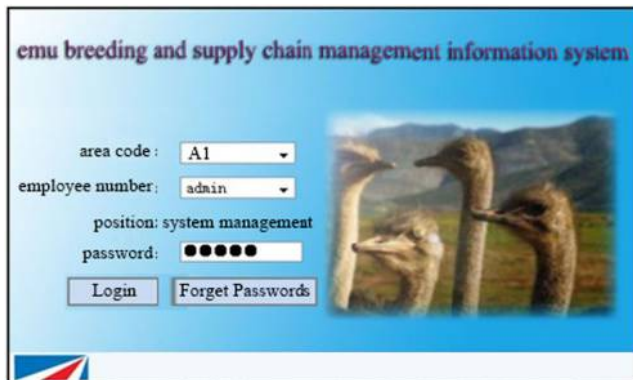 emu breeding and supply chain management information system
area code : A1
employee number: admin
position: system management
password: ●●●●●
Login Forget Passwords